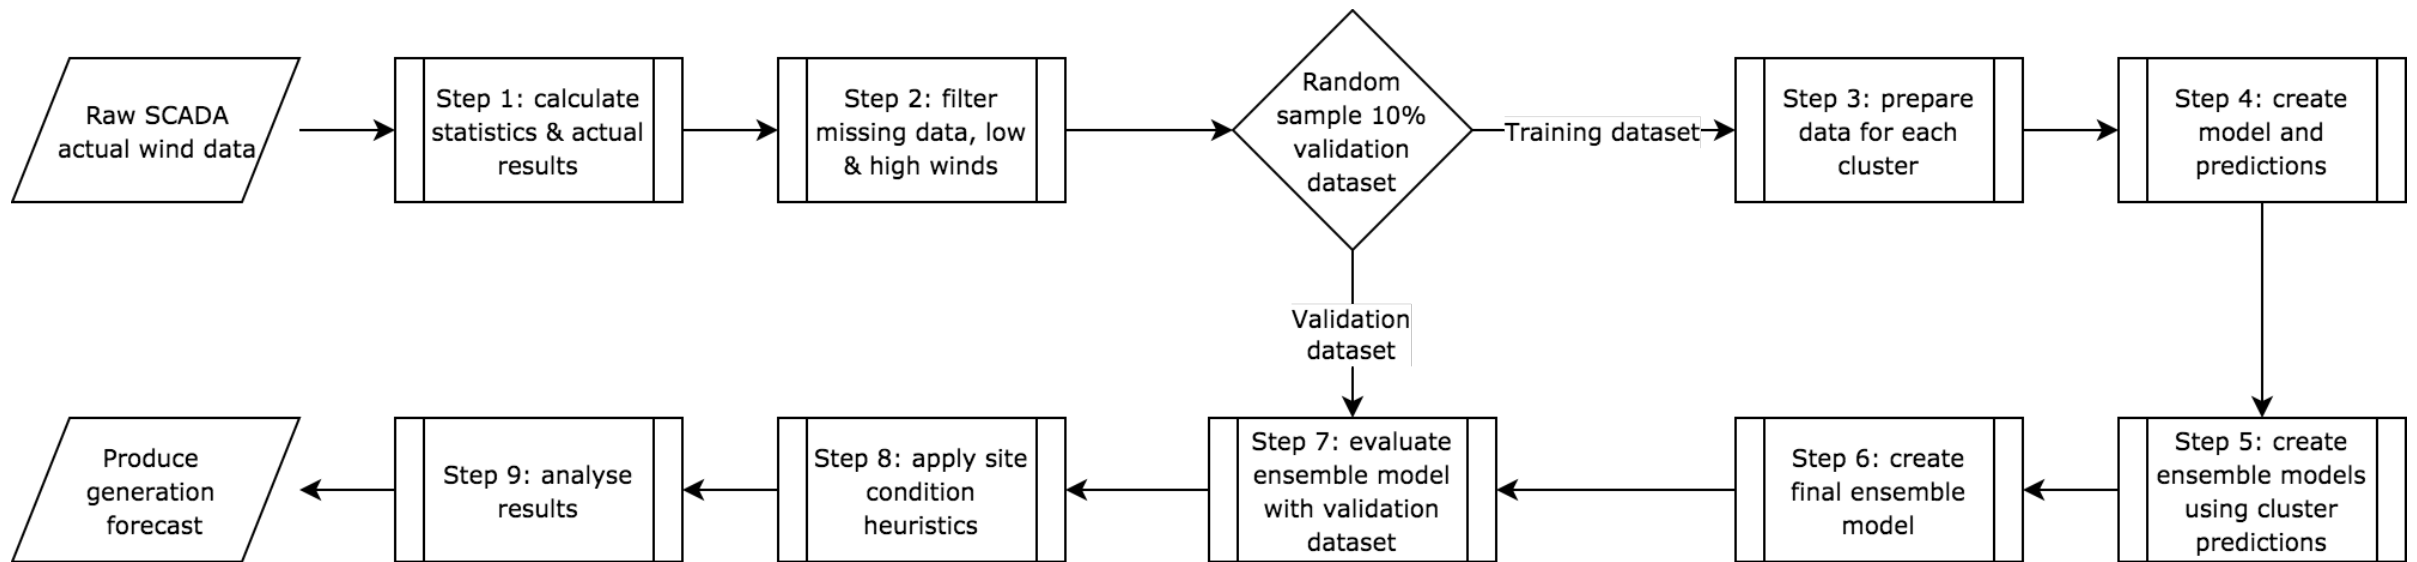 Raw SCADA
actual wind data
Step 1: calculate
statistics & actual
results
Step 2: filter
missing data, low
& high winds
Random
sample 10%
validation
dataset
Training dataset
Step 3: prepare
data for each
cluster
Step 4: create
model and
predictions
Validation
dataset
Produce
generation
forecast
Step 9: analyse
results
Step 8: apply site
condition
heuristics
Step 7: evaluate
ensemble model
with validation
dataset
Step 6: create
final ensemble
model
Step 5: create
ensemble models
using cluster
predictions